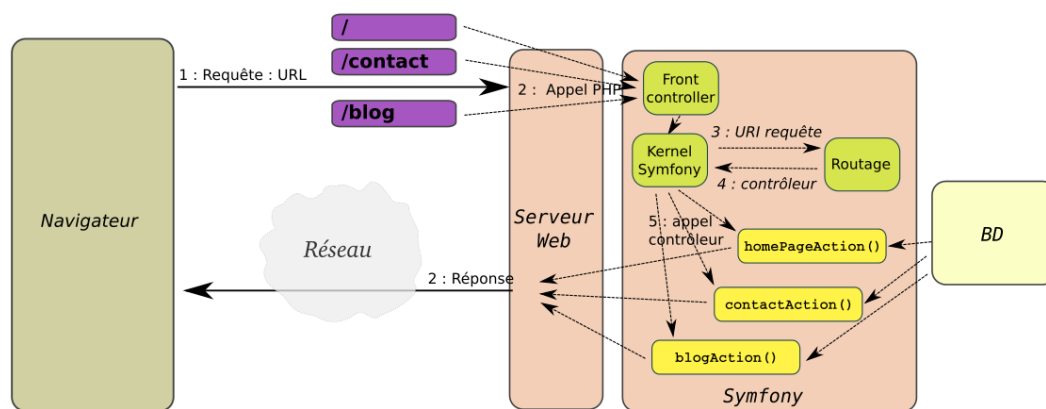 /
/contact
1 : Requête : URL
/blog
2 : Appel PHP
Front
controller
3 : URI requête
Kernel
Symfony
Routage
4 : contrôleur
Navigateur
Serveur
Web
5 : appel
contrôleur
homePageAction()
BD
Réseau
2 : Réponse
contactAction()
blogAction()
Symfony